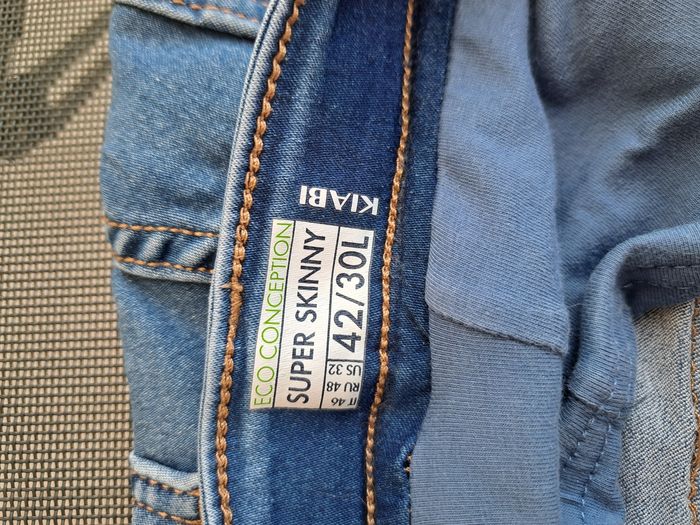 KIABI
ECO CONCEPTION
SUPER SKINNY
42/30L
IT 46
RU 48
US 32